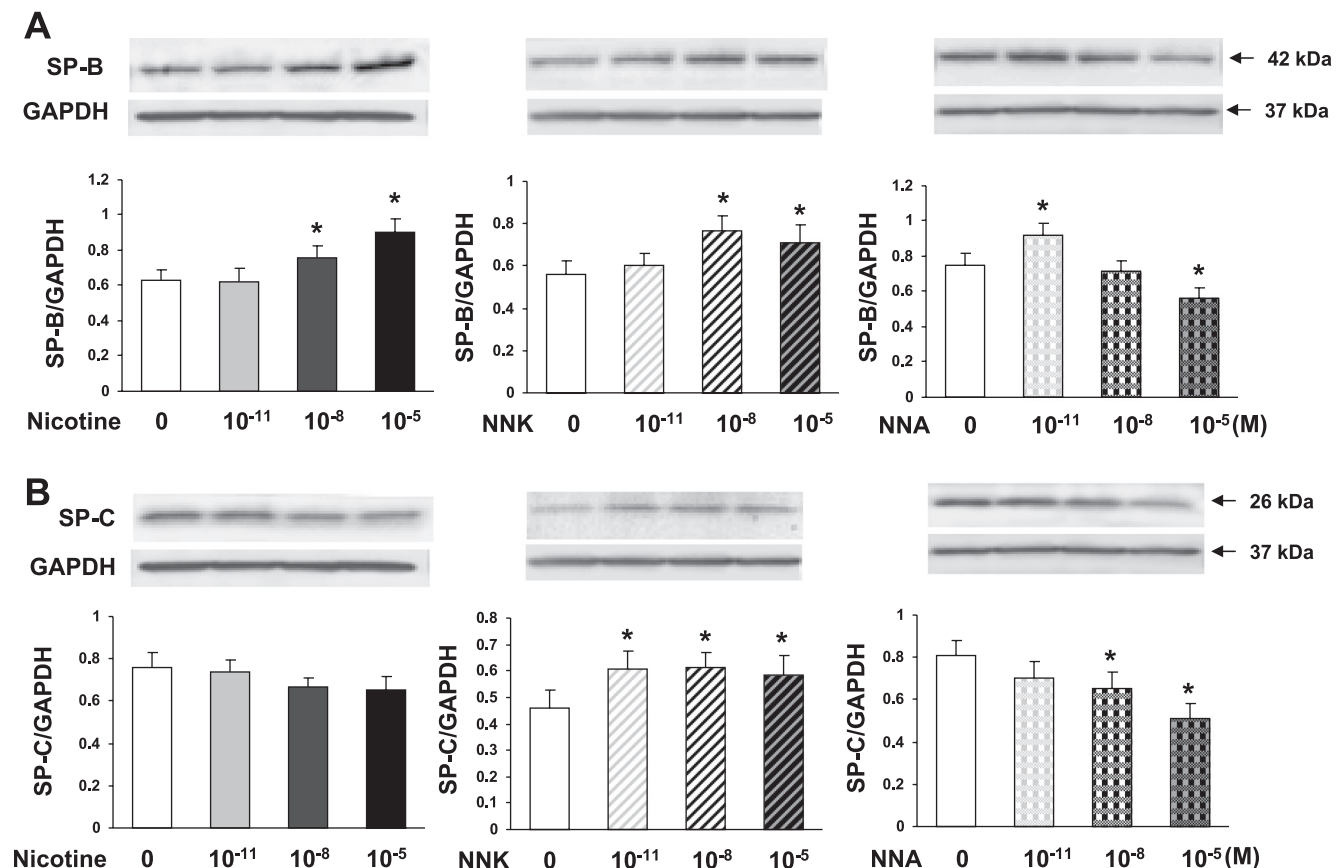 A
SP-B
GAPDH
← 42 kDa
← 37 kDa
SP-B/GAPDH
1.2
1
0.8
0.6
0.4
0.2
0
*
*
Nicotine 0 10⁻¹¹ 10⁻⁸ 10⁻⁵
SP-B/GAPDH
1
0.8
0.6
0.4
0.2
0
*
*
NNK 0 10⁻¹¹ 10⁻⁸ 10⁻⁵
SP-B/GAPDH
1.2
1
0.8
0.6
0.4
0.2
0
*
*
NNA 0 10⁻¹¹ 10⁻⁸ 10⁻⁵(M)
B
SP-C
GAPDH
← 26 kDa
← 37 kDa
SP-C/GAPDH
1
0.8
0.6
0.4
0.2
0
Nicotine 0 10⁻¹¹ 10⁻⁸ 10⁻⁵
SP-C/GAPDH
0.8
0.7
0.6
0.5
0.4
0.3
0.2
0.1
0
*
*
*
NNK 0 10⁻¹¹ 10⁻⁸ 10⁻⁵
SP-C/GAPDH
1
0.8
0.6
0.4
0.2
0
*
*
NNA 0 10⁻¹¹ 10⁻⁸ 10⁻⁵(M)